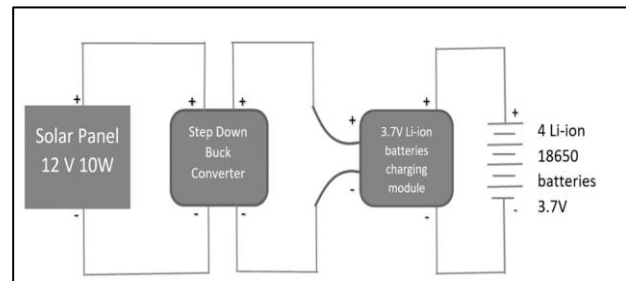 +
Solar Panel
12 V 10W
-
+ +
Step Down
Buck
Converter
- -
+
-
+
3.7V Li-ion
batteries
charging
module
-
+
-
4 Li-ion
18650
batteries
3.7V